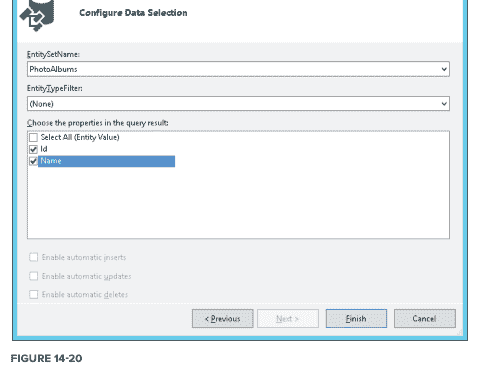 Configure Data Selection
EntitySetName:
PhotoAlbums
EntityTypeFilter:
(None)
Choose the properties in the query result:
Select All (Entity Value)
Id
Name
Enable automatic inserts
Enable automatic updates
Enable automatic deletes
< Previous Next > Finish Cancel
FIGURE 14-20